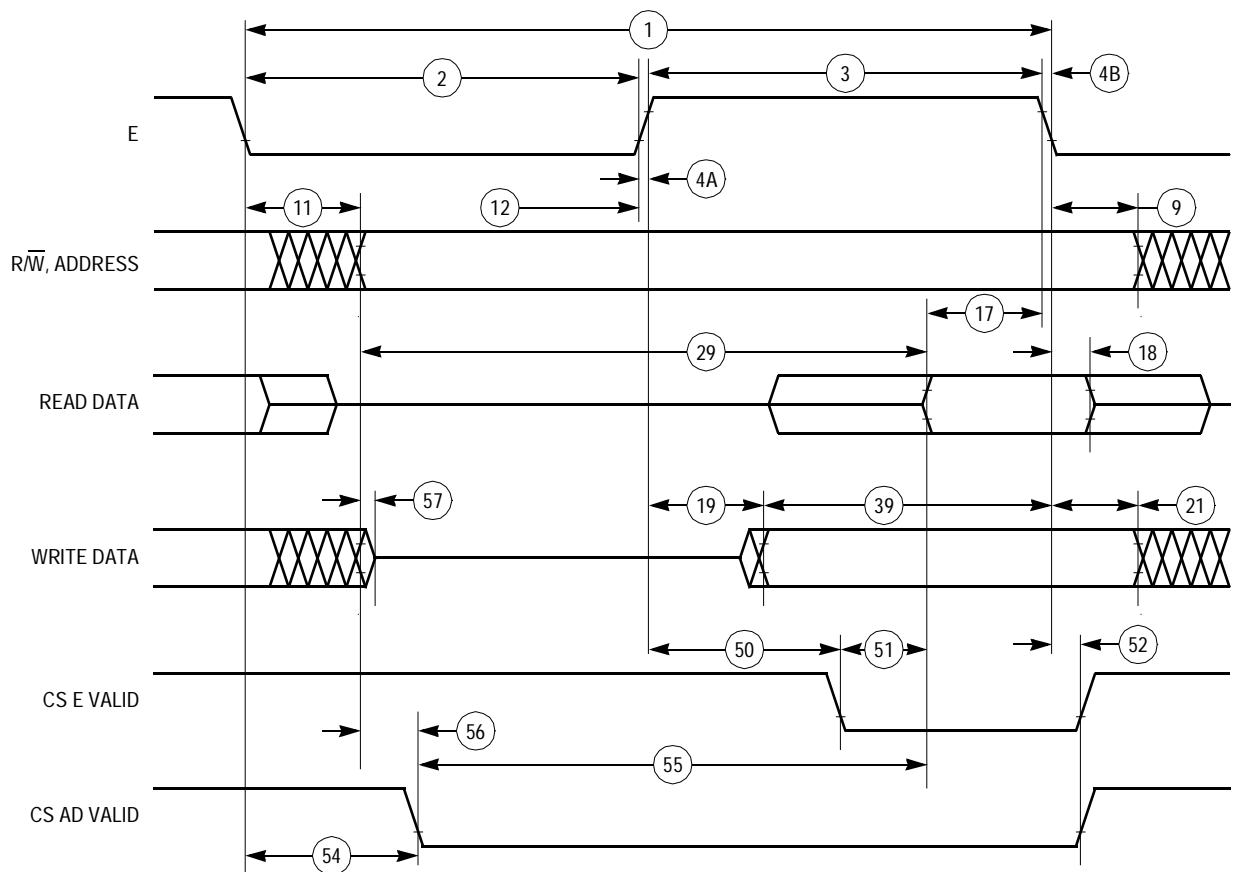 1
2
3
4B
E
4A
11
12
9
R/W̅, ADDRESS
17
29
18
READ DATA
57
19
39
21
WRITE DATA
50
51
52
CS E VALID
56
55
CS AD VALID
54